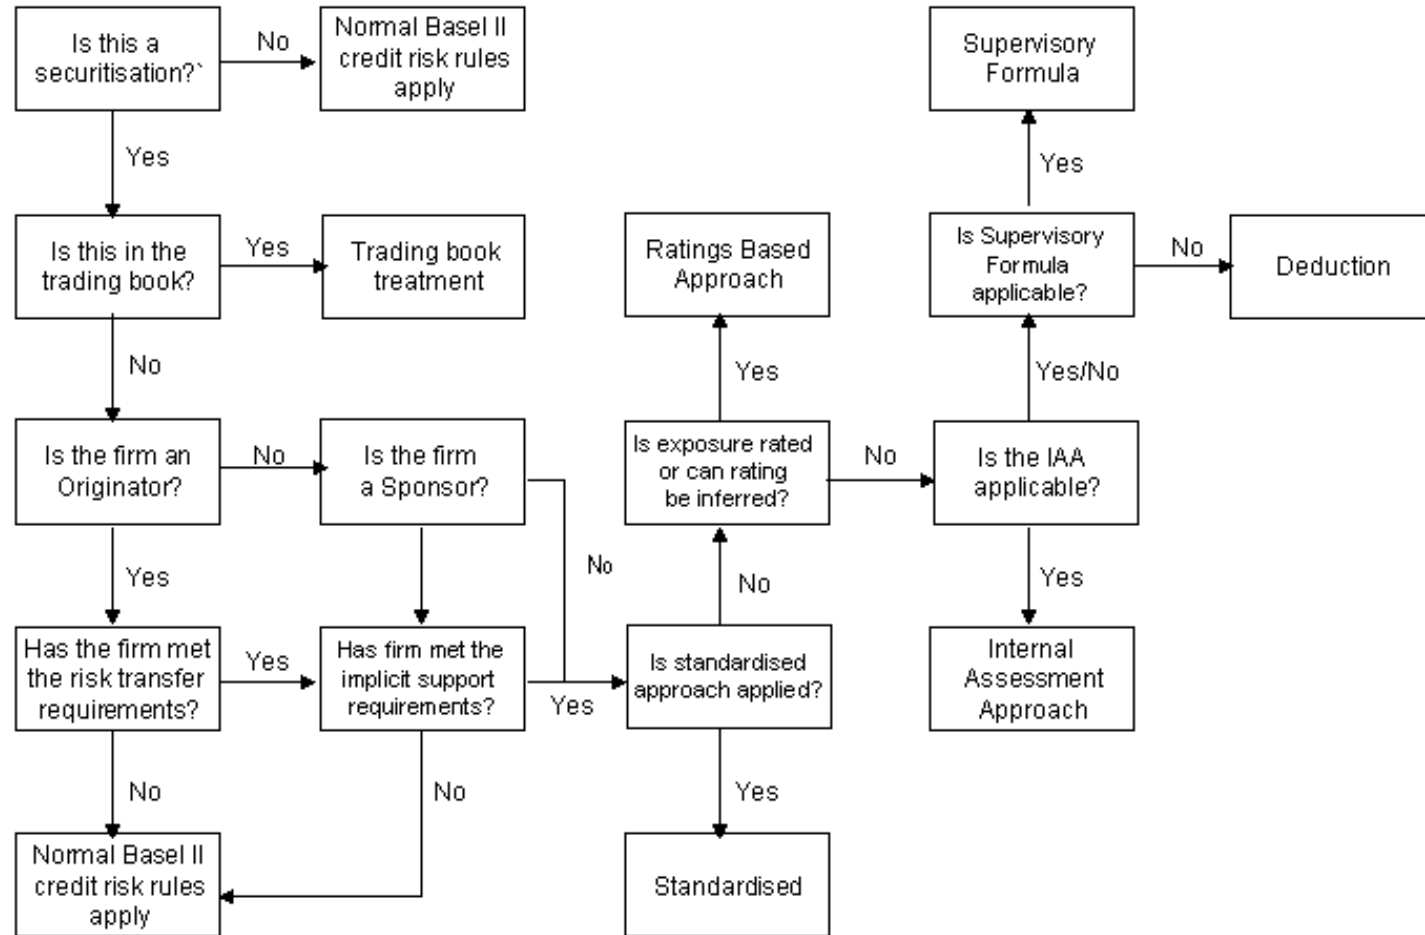 Is this a
securitisation?`
No
Normal Basel II
credit risk rules
apply
Supervisory
Formula
Yes
Yes
Is this in the
trading book?
Yes
Trading book
treatment
Ratings Based
Approach
Is Supervisory
Formula
applicable?
No
Deduction
No
Yes
Yes/No
Is the firm an
Originator?
No
Is the firm
a Sponsor?
Is exposure rated
or can rating
be inferred?
No
Is the IAA
applicable?
Yes
No
No
Yes
Has the firm met
the risk transfer
requirements?
Yes
Has firm met the
implicit support
requirements?
Yes
Is standardised
approach applied?
Internal
Assessment
Approach
No
No
Yes
Normal Basel II
credit risk rules
apply
Standardised